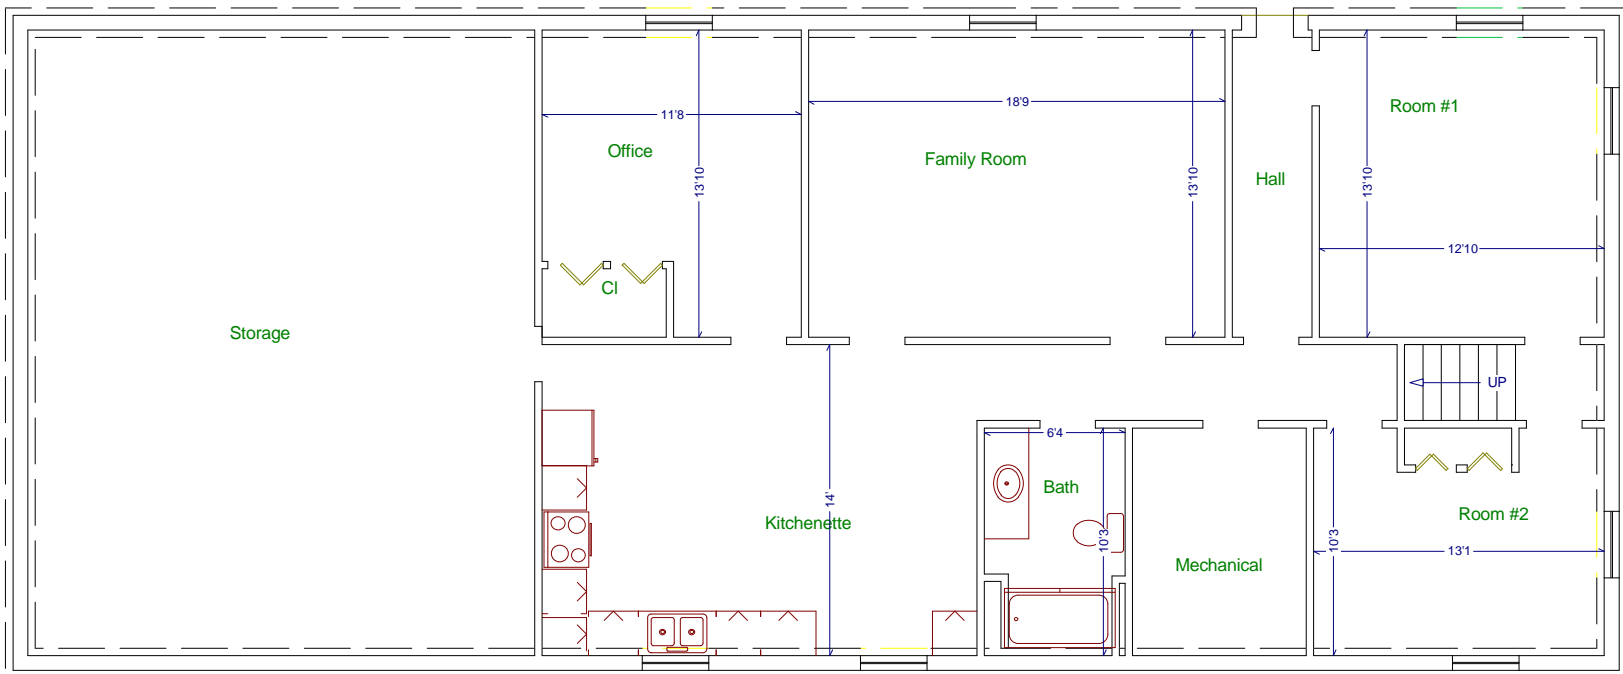 18'9
Room #1
11'8
Office
Family Room
13'10
13'10
Hall
13'10
12'10
Cl
Storage
UP
6'4
Bath
14'
Kitchenette
10'3
Room #2
10'3
13'1
Mechanical